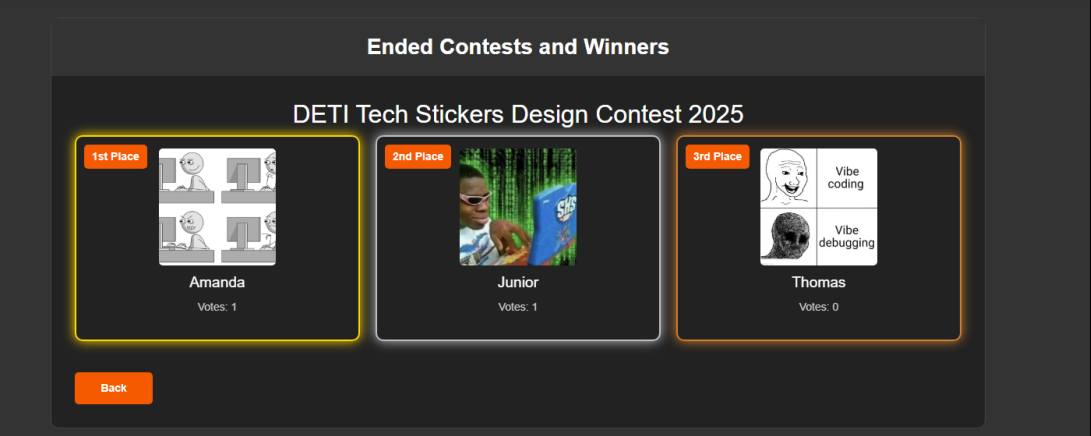 Ended Contests and Winners
DETI Tech Stickers Design Contest 2025
1st Place
Amanda
Votes: 1
2nd Place
SHS
Junior
Votes: 1
3rd Place
Vibe
coding
Vibe
debugging
Thomas
Votes: 0
Back